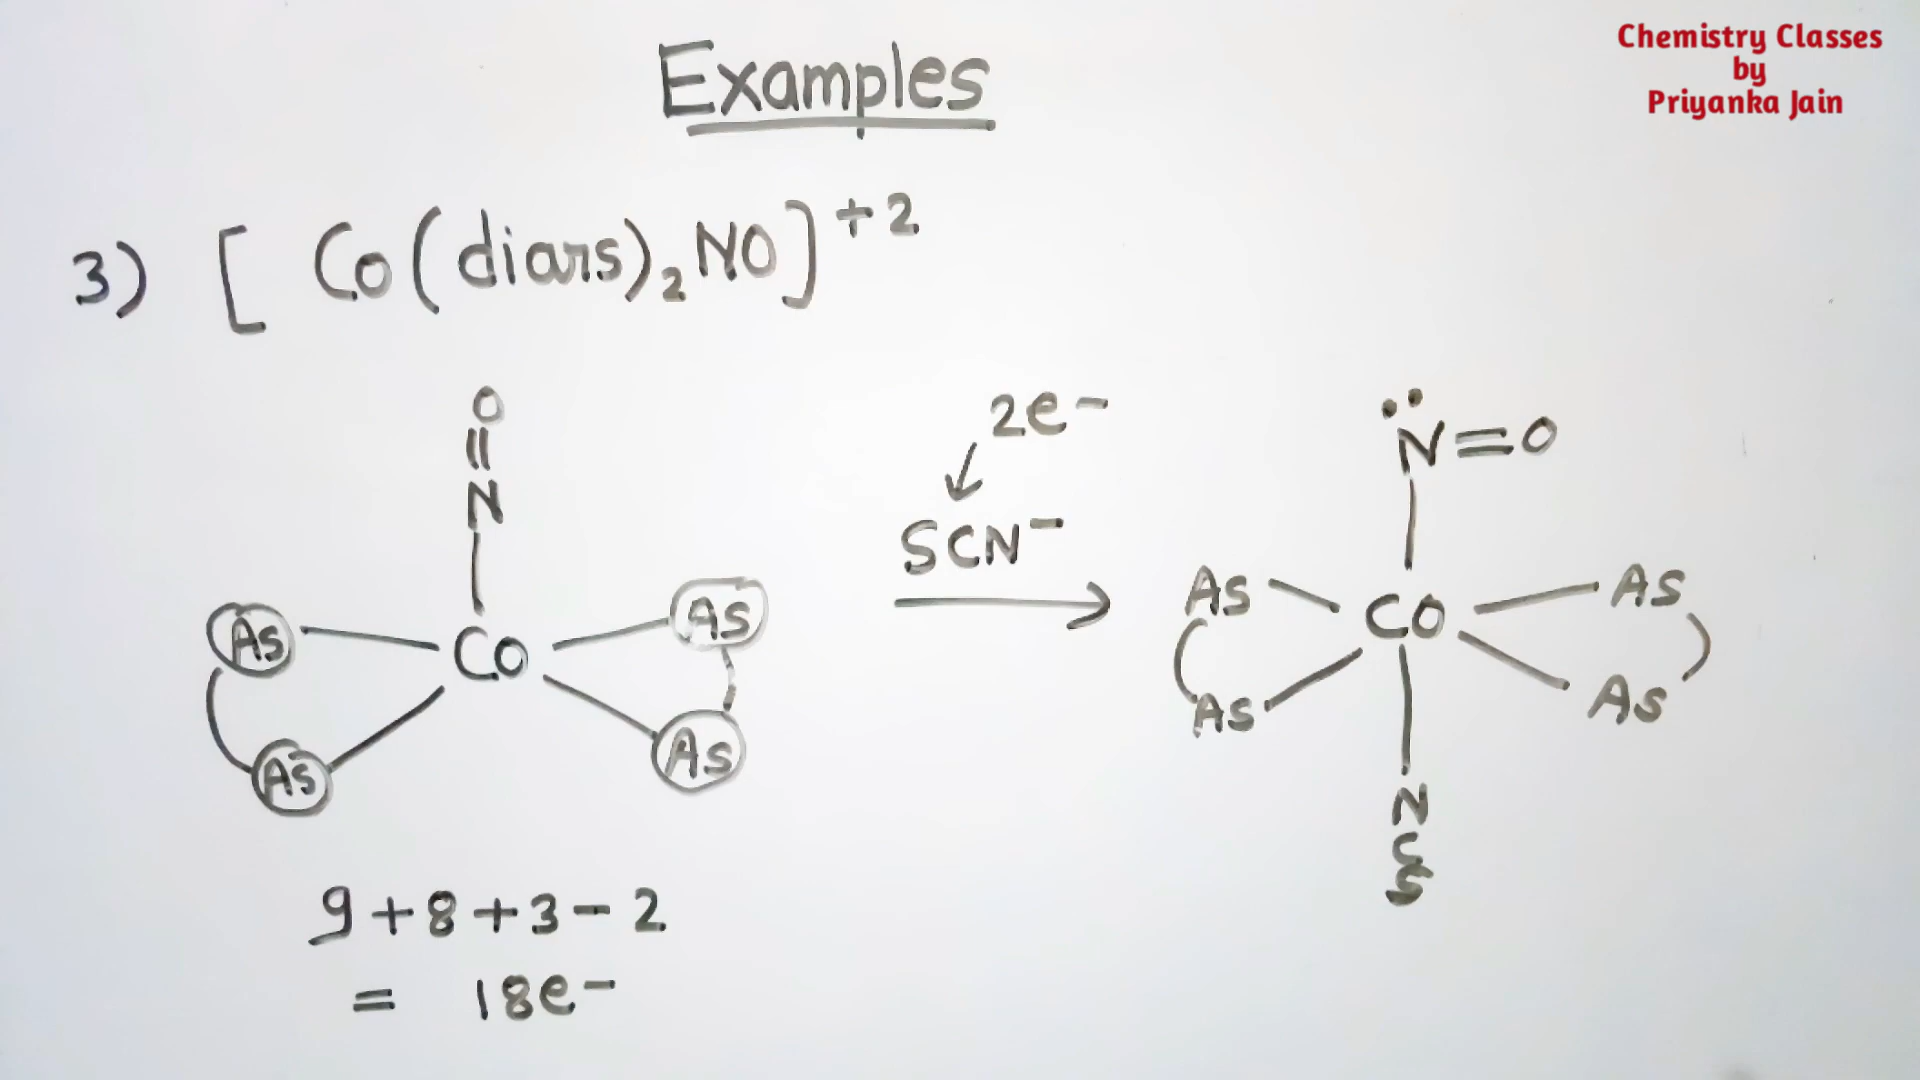 Examples
Chemistry Classes
by
Priyanka Jain
3) [ Co(diars)₂NO]⁺²
O
=
N
As Co As
As As
9+8+3-2
= 18e-
2e-
SCN-
N=O
As Co As
As As
N
C
S